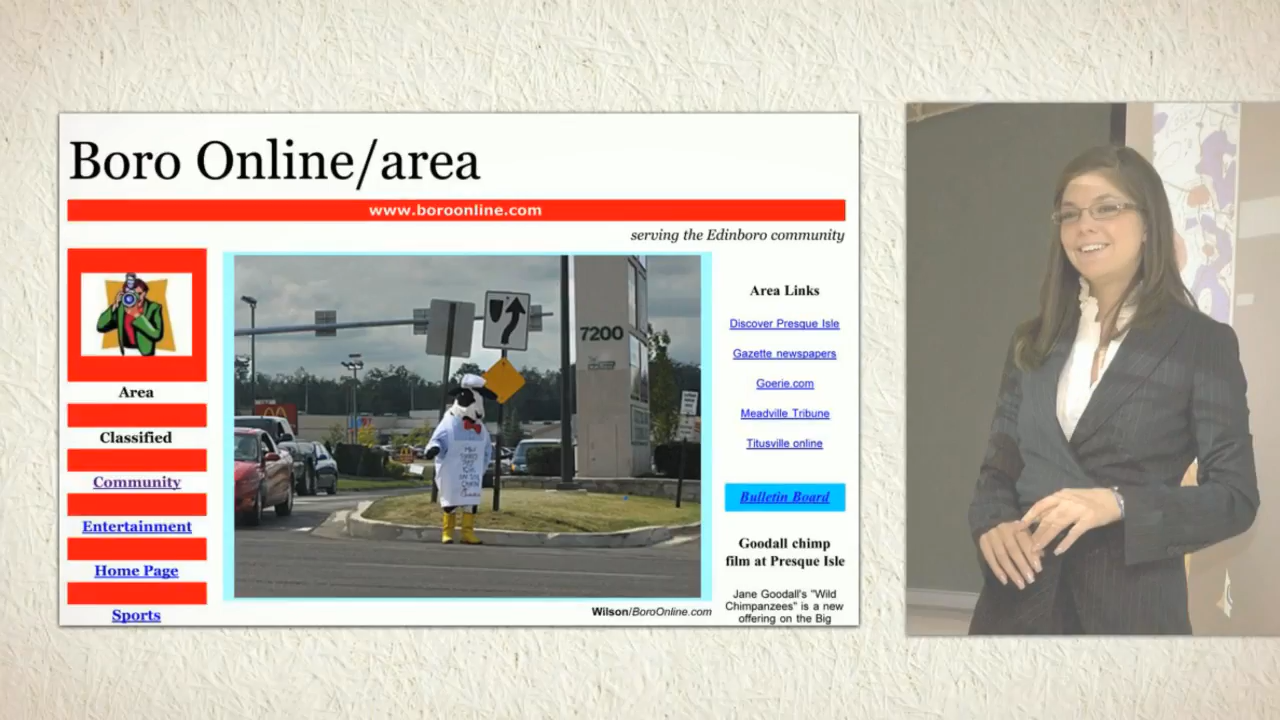 Boro Online/area
www.boroonline.com
serving the Edinboro community
Area
Classified
Community
Entertainment
Home Page
Sports
7200
Wilson/BoroOnline.com
Area Links
Discover Presque Isle
Gazette newspapers
Goerie.com
Meadville Tribune
Titusville online
Bulletin Board
Goodall chimp
film at Presque Isle
Jane Goodall's "Wild
Chimpanzees" is a new
offering on the Big